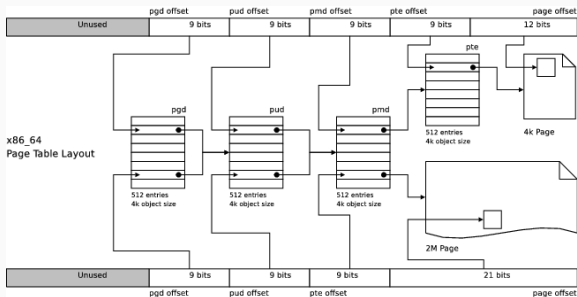 pgd offset pud offset pmd offset pte offset page offset
Unused 9 bits 9 bits 9 bits 9 bits 12 bits
pte
pgd pud pmd
512 entries
4k object size
4k Page
x86_64
Page Table Layout
512 entries
4k object size
512 entries
4k object size
512 entries
4k object size
2M Page
Unused 9 bits 9 bits 9 bits 21 bits
pgd offset pud offset pte offset page offset